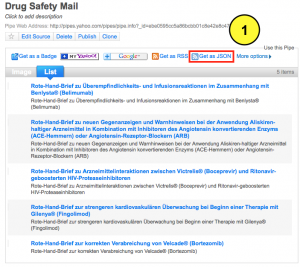 Drug Safety Mail
Click to add description
Pipe Web Address: http://pipes.yahoo.com/pipes/pipe.info?
Edit Source Delete Publish Clone
1
Use this Pipe
Get as a Badge MY YAHOO! Google Get as RSS Get as JSON More options
Image List 5 items
Rote-Hand-Brief zu Überempfindlichkeits- und Infusionsreaktionen im Zusammenhang mit
Benlysta® (Belimumab)
Rote-Hand-Brief zu Überempfindlichkeits- und Infusionsreaktionen im Zusammenhang mit Benlysta®
(Belimumab)
Rote-Hand-Brief zu neuen Gegenanzeigen und Warnhinweisen bei der Anwendung Aliskiren-
haltiger Arzneimittel in Kombination mit Inhibitoren des Angiotensin konvertierenden Enzyms
(ACE-Hemmern) oder Angiotensin-Rezeptor-Blockern (ARB)
Rote-Hand-Brief zu neuen Gegenanzeigen und Warnhinweisen bei der Anwendung Aliskiren-haltiger
Arzneimittel in Kombination mit Inhibitoren des Angiotensin konvertierenden Enzyms (ACE-Hemmern) oder
Angiotensin-Rezeptor-Blockern (ARB)
Rote-Hand-Brief zu Arzneimittelinteraktionen zwischen Victrelis® (Boceprevir) und Ritonavir-
geboosterten HIV-Proteaseinhibitoren
Rote-Hand-Brief zu Arzneimittelinteraktionen zwischen Victrelis® (Boceprevir) und Ritonavir-geboosterten
HIV-Proteaseinhibitoren
Rote-Hand-Brief zur strengeren kardiovaskulären Überwachung bei Beginn einer Therapie mit
Gilenya® (Fingolimod)
Rote-Hand-Brief zur strengeren kardiovaskulären Überwachung bei Beginn einer Therapie mit Gilenya®
(Fingolimod)
Rote-Hand-Brief zur korrekten Verabreichung von Velcade® (Bortezomib)
Rote-Hand-Brief zur korrekten Verabreichung von Velcade® (Bortezomib)